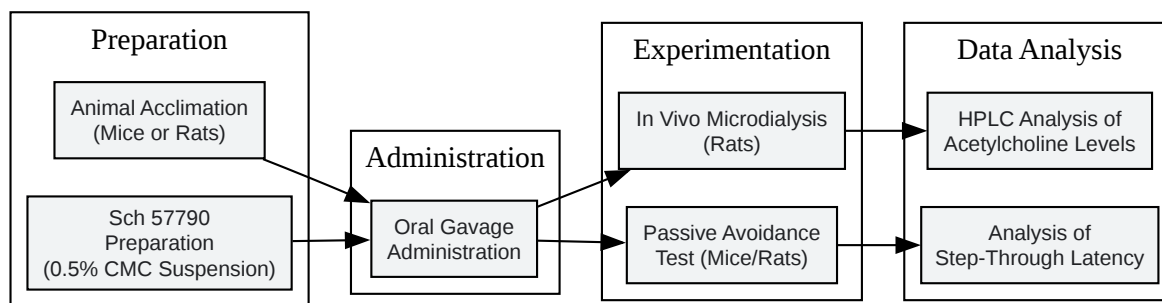 Preparation
Animal Acclimation
(Mice or Rats)
Sch 57790
Preparation
(0.5% CMC Suspension)
Administration
Oral Gavage
Administration
Experimentation
In Vivo Microdialysis
(Rats)
Passive Avoidance
Test (Mice/Rats)
Data Analysis
HPLC Analysis of
Acetylcholine Levels
Analysis of
Step-Through Latency